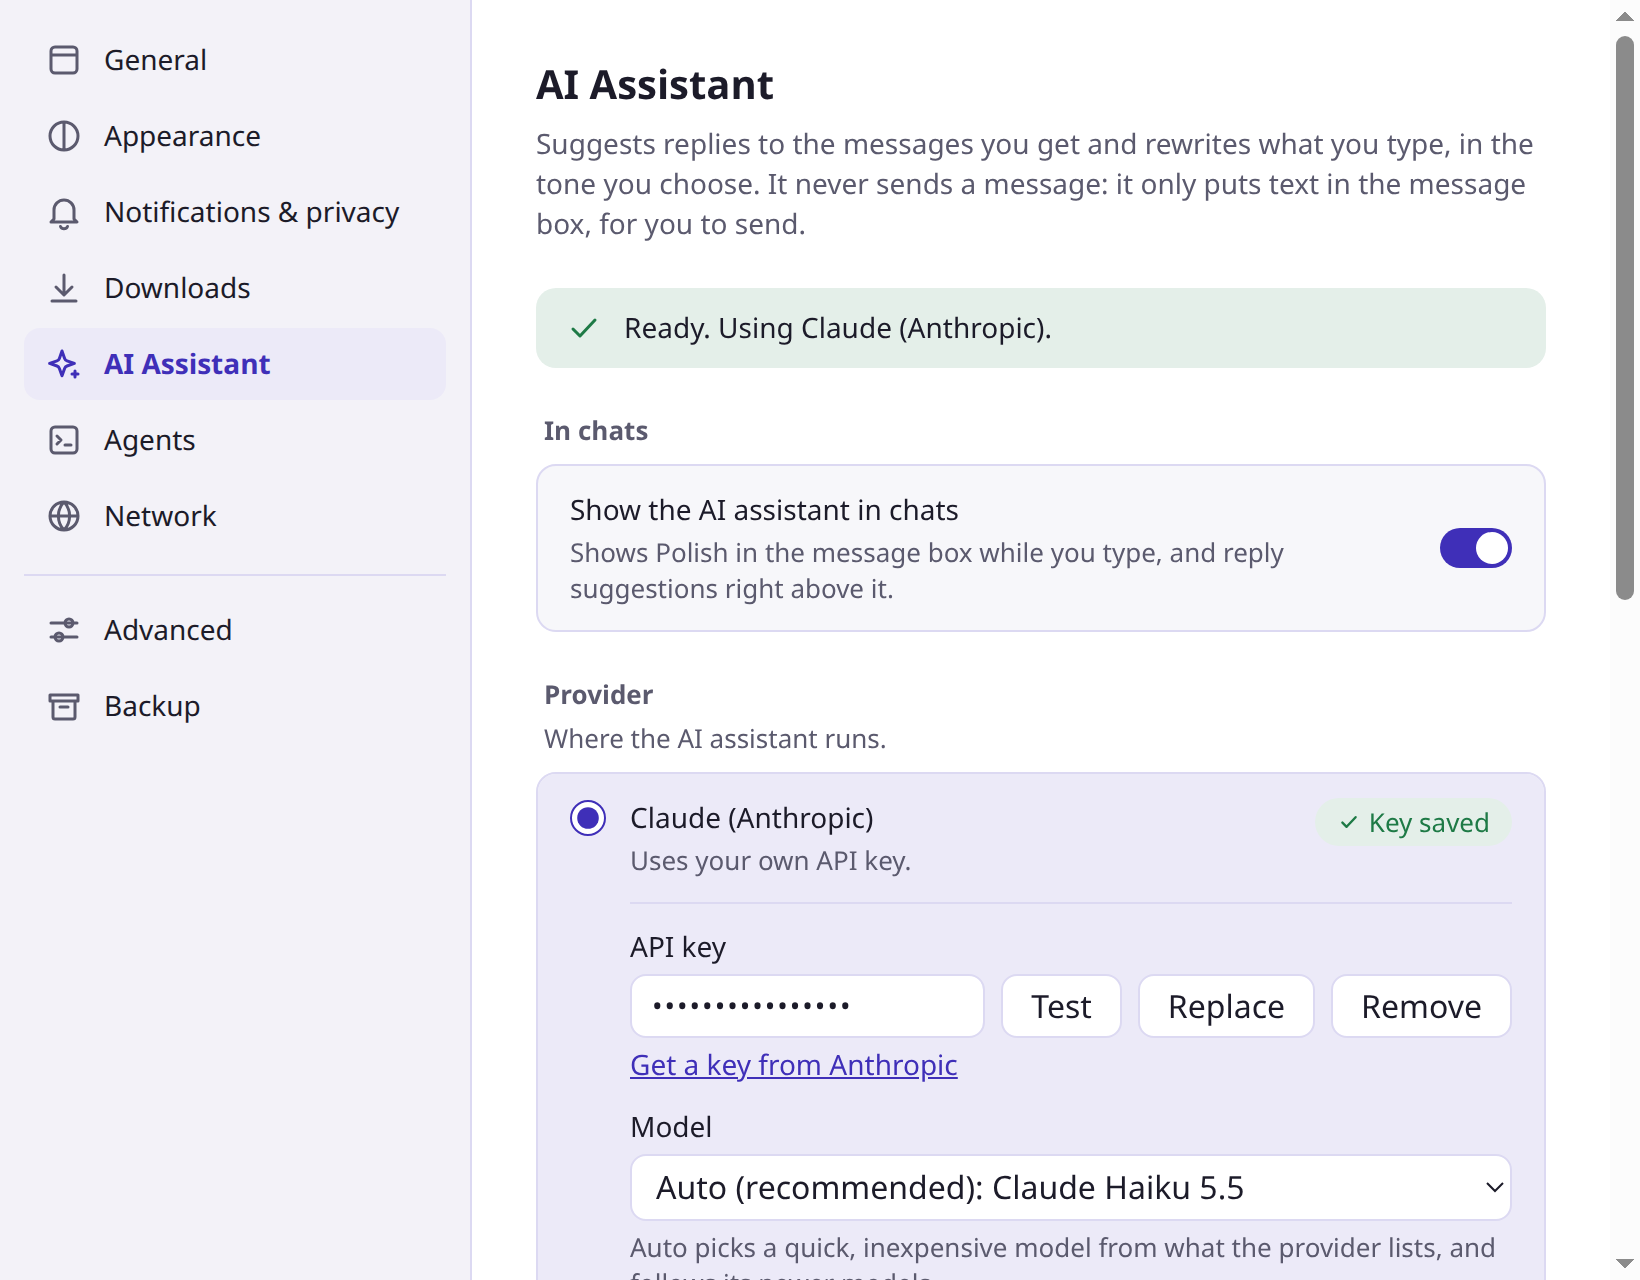 General
Appearance
Notifications & privacy
Downloads
AI Assistant
Agents
Network
Advanced
Backup
AI Assistant
Suggests replies to the messages you get and rewrites what you type, in the
tone you choose. It never sends a message: it only puts text in the message
box, for you to send.
Ready. Using Claude (Anthropic).
In chats
Show the AI assistant in chats
Shows Polish in the message box while you type, and reply
suggestions right above it.
Provider
Where the AI assistant runs.
Claude (Anthropic)
Key saved
Uses your own API key.
API key
••••••••••••••••
Test
Replace
Remove
Get a key from Anthropic
Model
Auto (recommended): Claude Haiku 5.5
Auto picks a quick, inexpensive model from what the provider lists, and